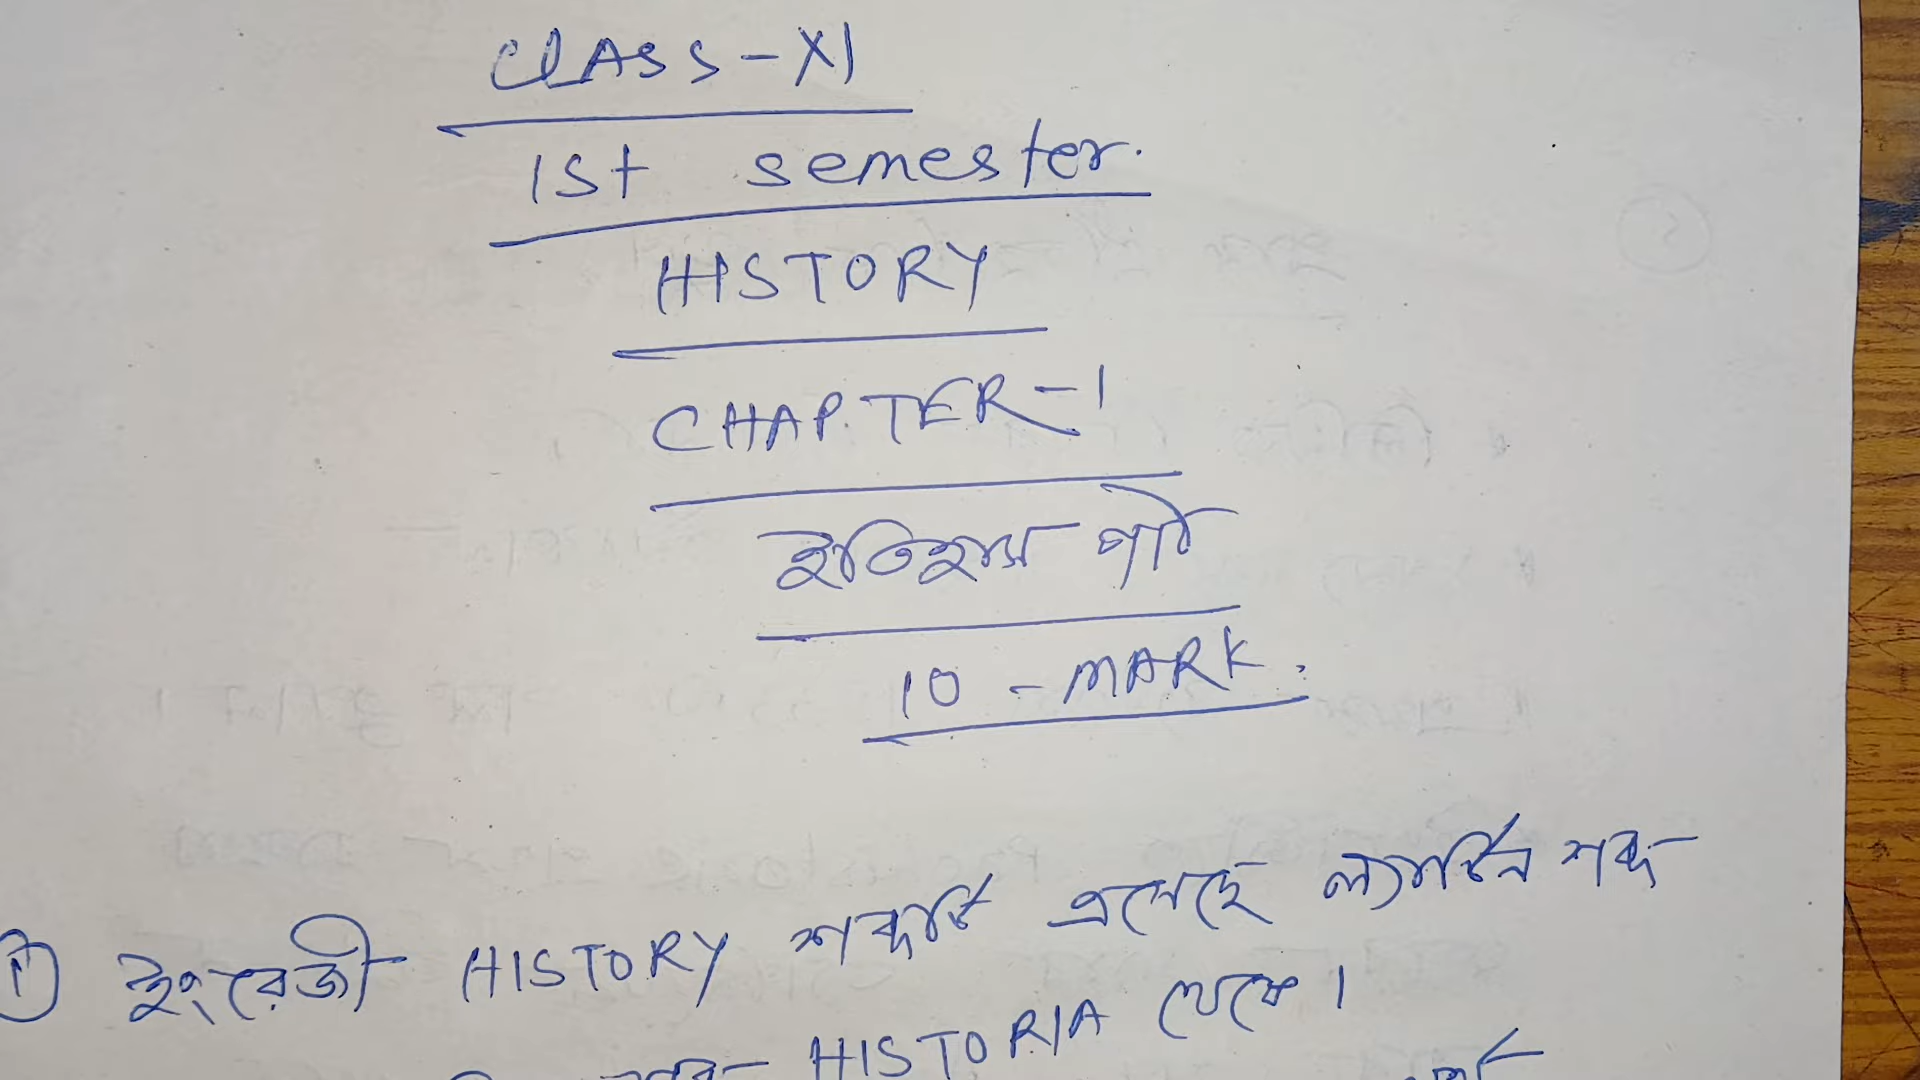 CLASS-XI
1st semester.
HISTORY
CHAPTER-1
ইতিহাস পাঠ
10 - MARK.
① ইংরেজী HISTORY শব্দটি এসেছে ল্যাটিন শব্দ
HISTORIA থেকে।